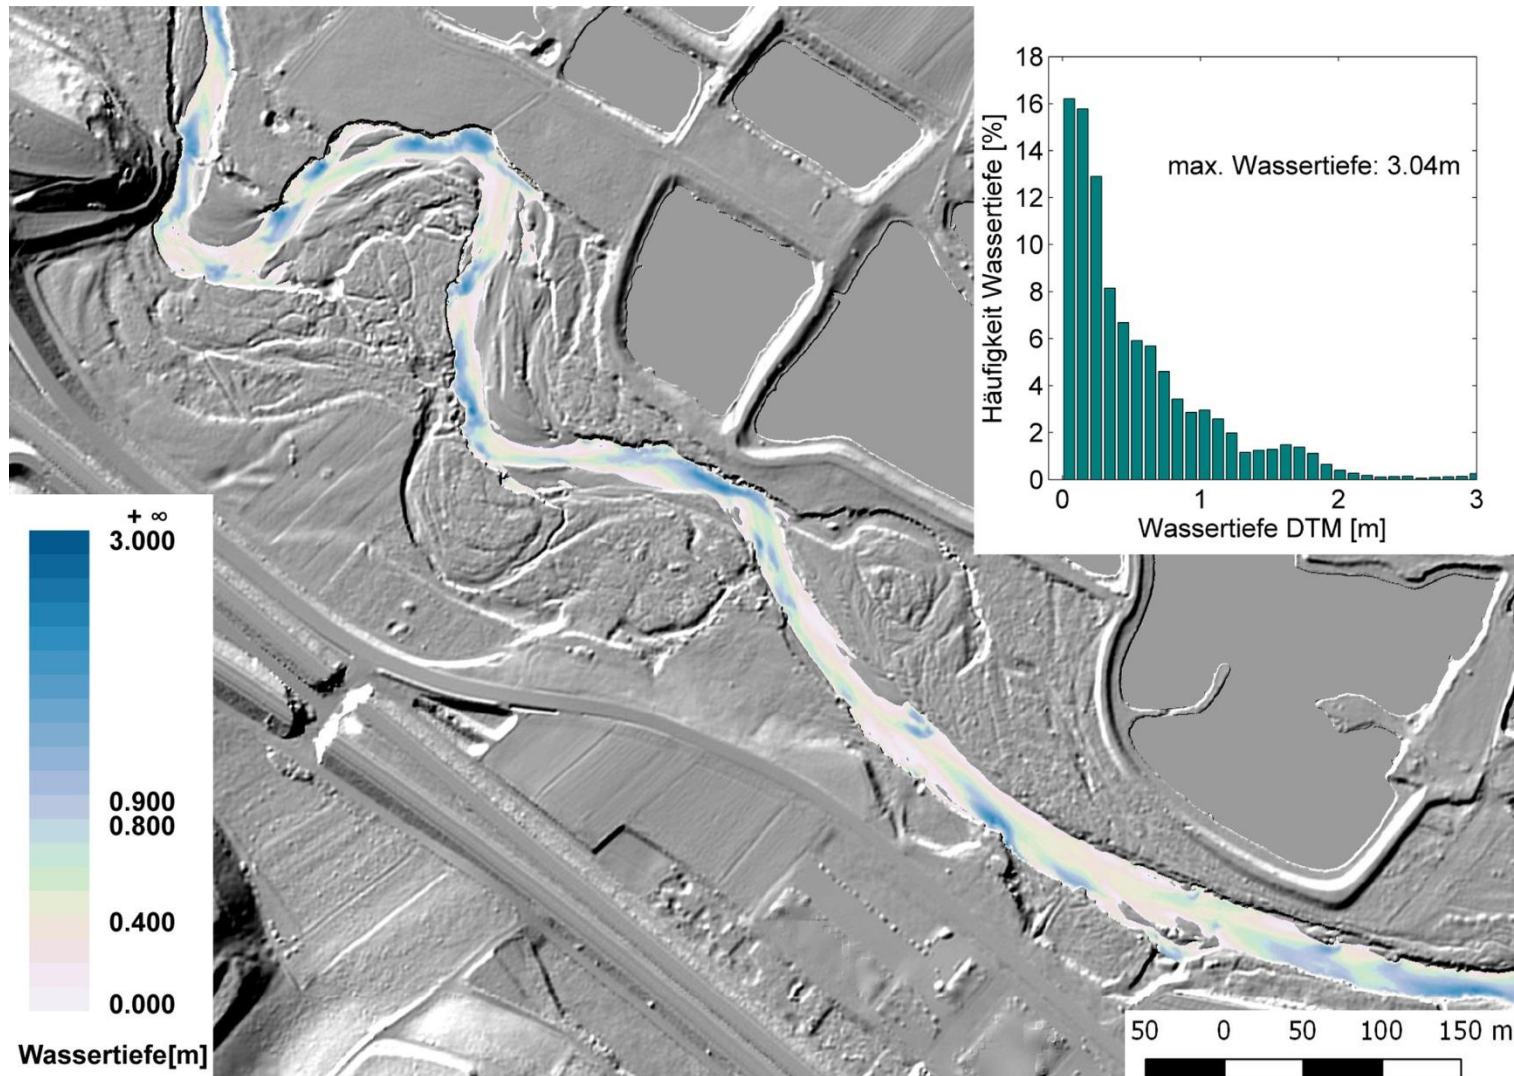 18
16
14
12
10
8
6
4
2
0
Häufigkeit Wassertiefe [%]
max. Wassertiefe: 3.04m
0 1 2 3
Wassertiefe DTM [m]
+ ∞
3.000
0.900
0.800
0.400
0.000
Wassertiefe[m]
50 0 50 100 150 m